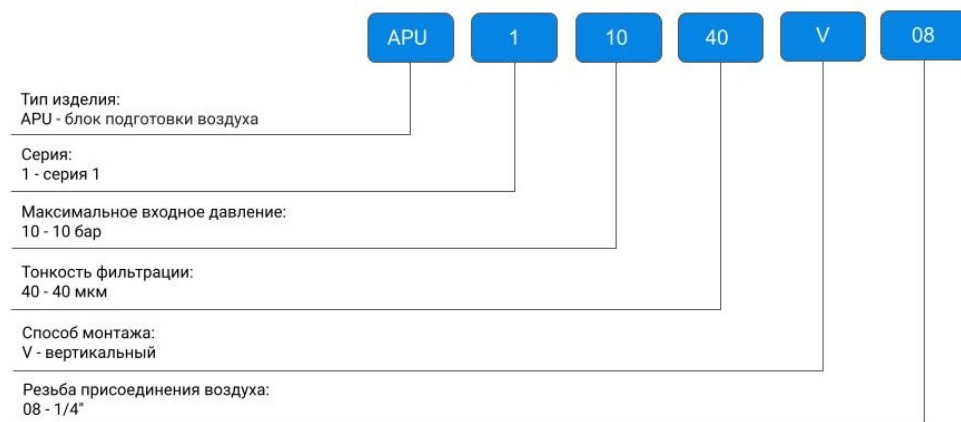 APU 1 10 40 V 08
Тип изделия:
APU - блок подготовки воздуха
Серия:
1 - серия 1
Максимальное входное давление:
10 - 10 бар
Тонкость фильтрации:
40 - 40 мкм
Способ монтажа:
V - вертикальный
Резьба присоединения воздуха:
08 - 1/4"